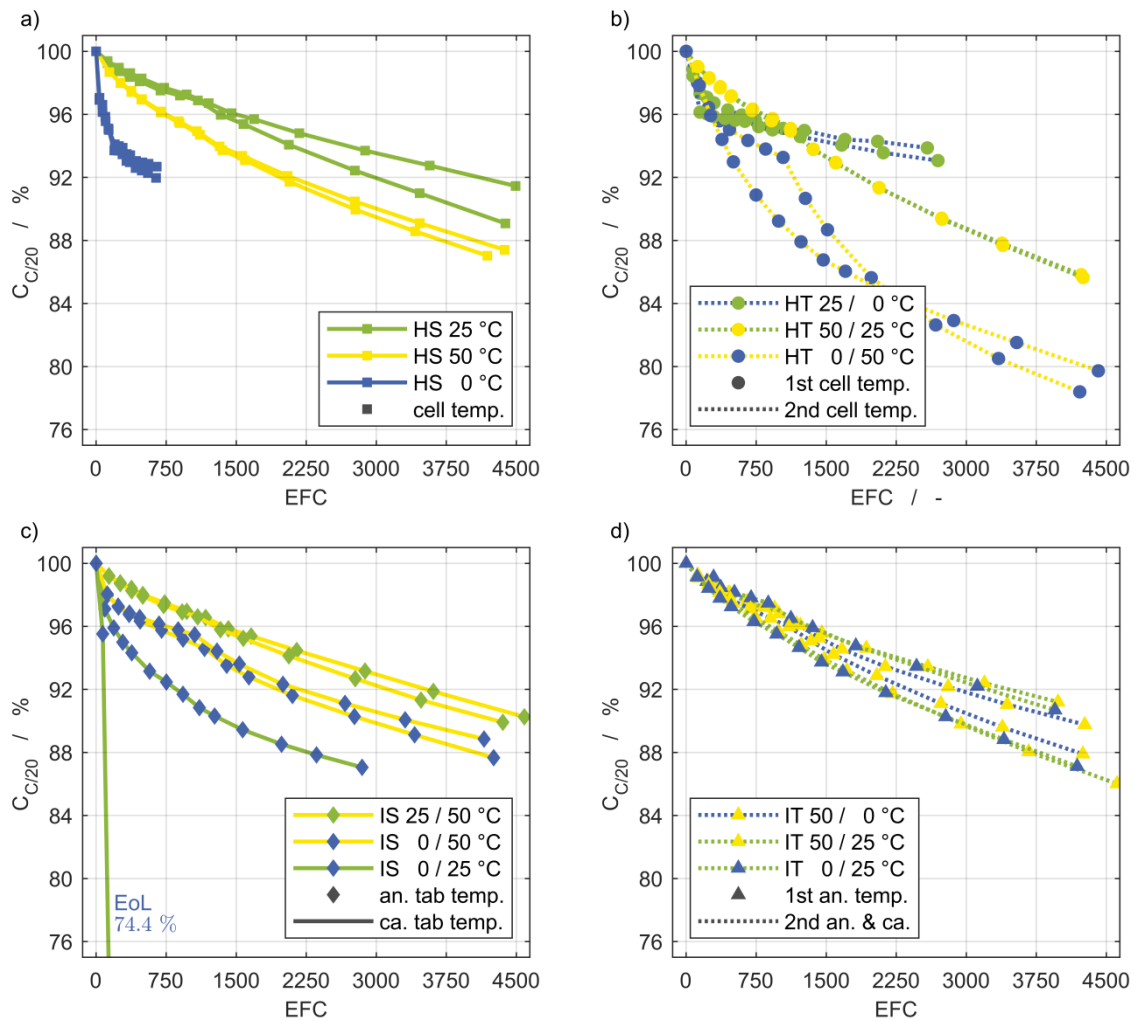 a)
100
96
92
88
84
80
76
C_C/20 / %
HS 25 °C
HS 50 °C
HS 0 °C
cell temp.
0 750 1500 2250 3000 3750 4500
EFC
b)
100
96
92
88
84
80
76
C_C/20 / %
HT 25 / 0 °C
HT 50 / 25 °C
HT 0 / 50 °C
1st cell temp.
2nd cell temp.
0 750 1500 2250 3000 3750 4500
EFC / -
c)
100
96
92
88
84
80
76
C_C/20 / %
EoL
74.4 %
IS 25 / 50 °C
IS 0 / 50 °C
IS 0 / 25 °C
an. tab temp.
ca. tab temp.
0 750 1500 2250 3000 3750 4500
EFC
d)
100
96
92
88
84
80
76
C_C/20 / %
IT 50 / 0 °C
IT 50 / 25 °C
IT 0 / 25 °C
1st an. temp.
2nd an. & ca.
0 750 1500 2250 3000 3750 4500
EFC